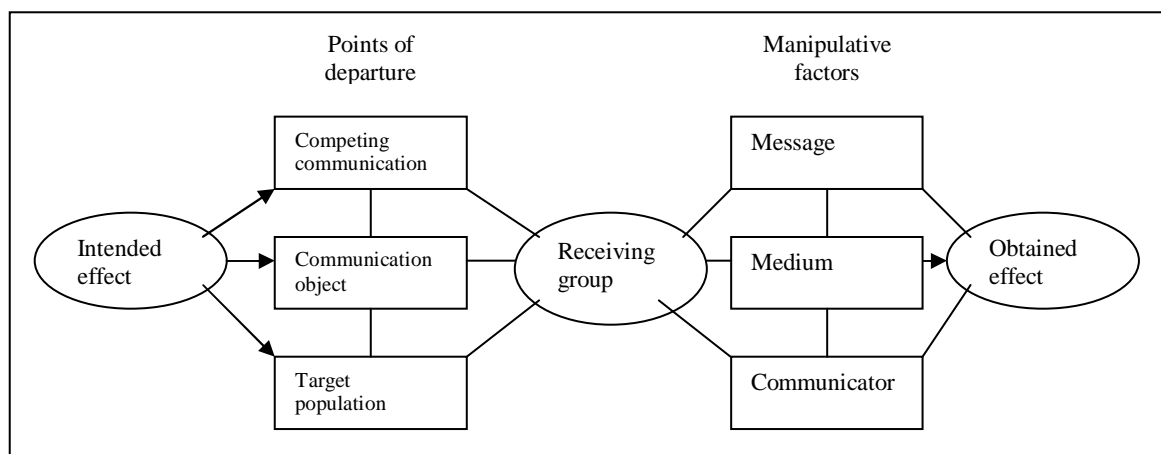 Points of
departure
Manipulative
factors
Competing
communication
Message
Intended
effect
Communication
object
Receiving
group
Medium
Obtained
effect
Target
population
Communicator